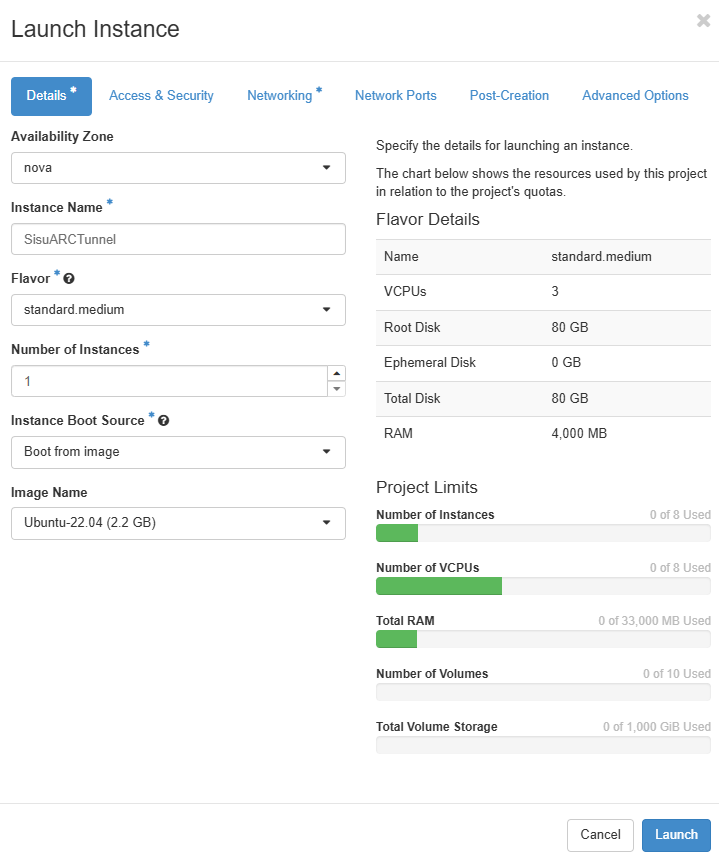 Launch Instance
×
Details *
Access & Security
Networking *
Network Ports
Post-Creation
Advanced Options
Availability Zone
nova
Instance Name *
SisuARCTunnel
Flavor * ?
standard.medium
Number of Instances *
1
Instance Boot Source * ?
Boot from image
Image Name
Ubuntu-22.04 (2.2 GB)
Specify the details for launching an instance.
The chart below shows the resources used by this project
in relation to the project's quotas.
Flavor Details
Name standard.medium
VCPUs 3
Root Disk 80 GB
Ephemeral Disk 0 GB
Total Disk 80 GB
RAM 4,000 MB
Project Limits
Number of Instances 0 of 8 Used
Number of VCPUs 0 of 8 Used
Total RAM 0 of 33,000 MB Used
Number of Volumes 0 of 10 Used
Total Volume Storage 0 of 1,000 GiB Used
Cancel
Launch